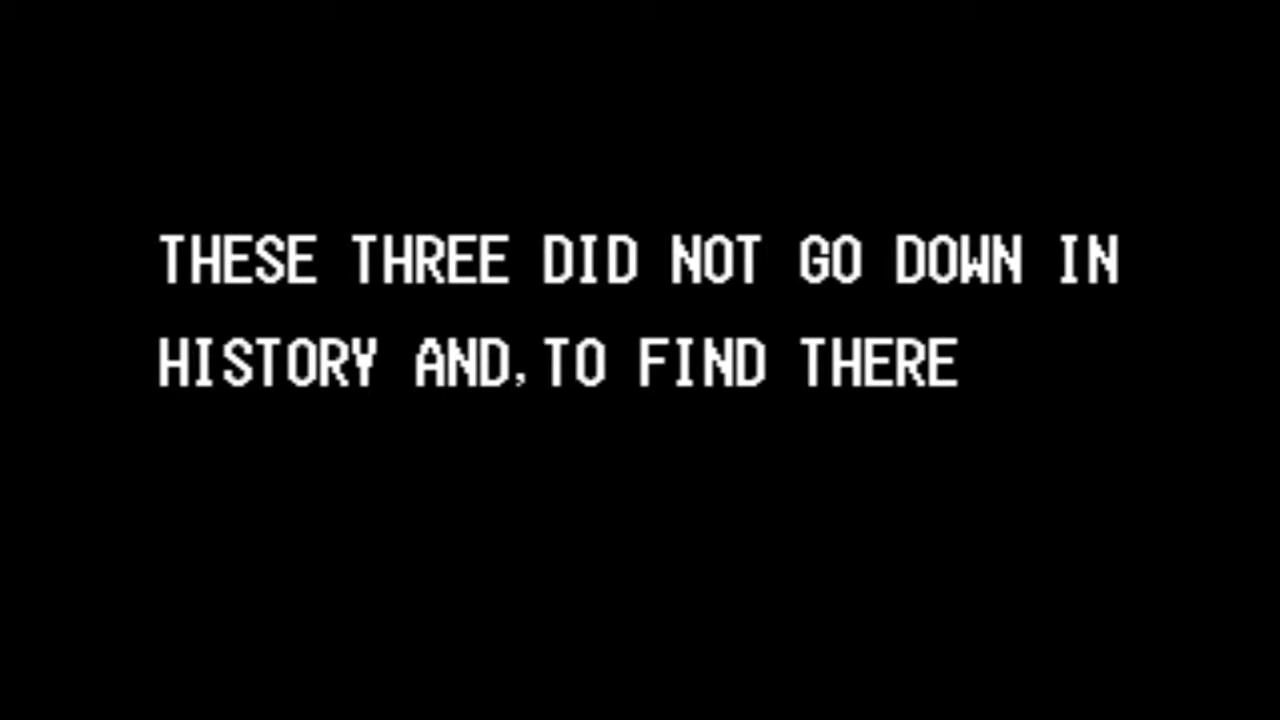 THESE THREE DID NOT GO DOWN IN
HISTORY AND,TO FIND THERE